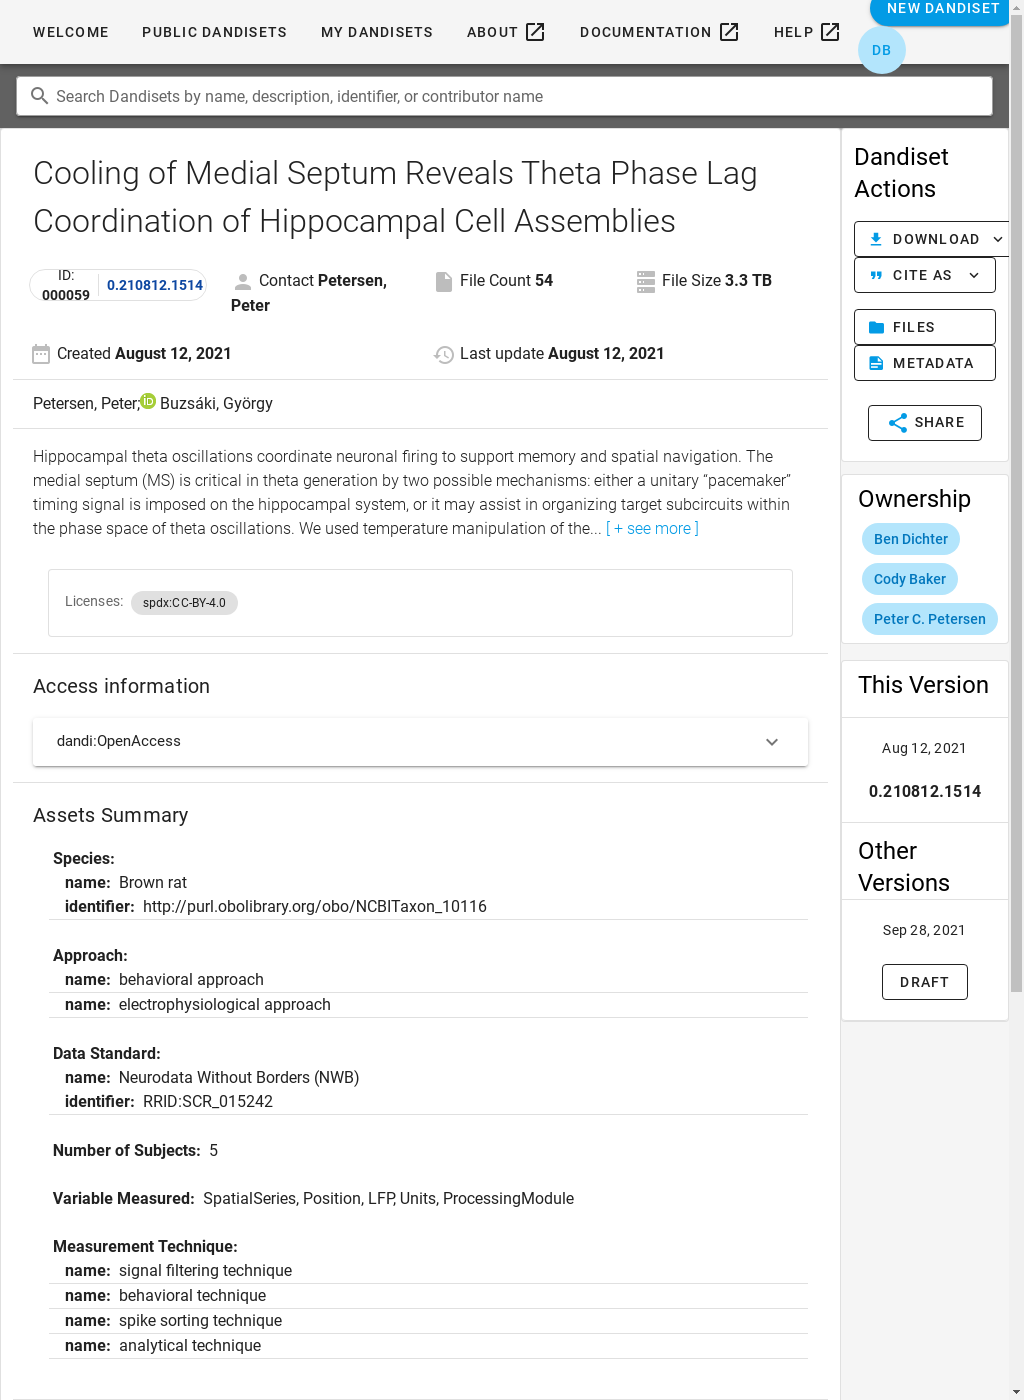 WELCOME PUBLIC DANDISETS MY DANDISETS ABOUT DOCUMENTATION HELP NEW DANDISET
DB
Search Dandisets by name, description, identifier, or contributor name
Cooling of Medial Septum Reveals Theta Phase Lag
Coordination of Hippocampal Cell Assemblies
ID:
000059
0.210812.1514
Contact Petersen,
Peter
File Count 54
File Size 3.3 TB
Created August 12, 2021
Last update August 12, 2021
Petersen, Peter; iD Buzsáki, György
Hippocampal theta oscillations coordinate neuronal firing to support memory and spatial navigation. The
medial septum (MS) is critical in theta generation by two possible mechanisms: either a unitary “pacemaker”
timing signal is imposed on the hippocampal system, or it may assist in organizing target subcircuits within
the phase space of theta oscillations. We used temperature manipulation of the... [ + see more ]
Licenses: spdx:CC-BY-4.0
Access information
dandi:OpenAccess
Assets Summary
Species:
name: Brown rat
identifier: http://purl.obolibrary.org/obo/NCBITaxon_10116
Approach:
name: behavioral approach
name: electrophysiological approach
Data Standard:
name: Neurodata Without Borders (NWB)
identifier: RRID:SCR_015242
Number of Subjects: 5
Variable Measured: SpatialSeries, Position, LFP, Units, ProcessingModule
Measurement Technique:
name: signal filtering technique
name: behavioral technique
name: spike sorting technique
name: analytical technique
Dandiset
Actions
DOWNLOAD
CITE AS
FILES
METADATA
SHARE
Ownership
Ben Dichter
Cody Baker
Peter C. Petersen
This Version
Aug 12, 2021
0.210812.1514
Other
Versions
Sep 28, 2021
DRAFT